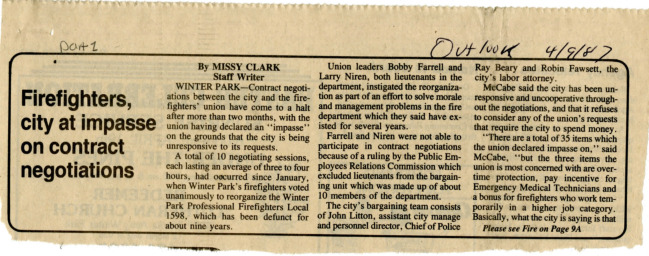 part
Outlook 4/9/87
Firefighters,
city at impasse
on contract
negotiations
By MISSY CLARK
Staff Writer
WINTER PARK—Contract negoti-
ations between the city and the fire-
fighters' union have come to a halt
after more than two months, with the
union having declared an "impasse"
on the grounds that the city is being
unresponsive to its requests.
A total of 10 negotiating sessions,
each lasting an average of three to four
hours, had occurred since January,
when Winter Park's firefighters voted
unanimously to reorganize the Winter
Park Professional Firefighters Local
1598, which has been defunct for
about nine years.
Union leaders Bobby Farrell and
Larry Niren, both lieutenants in the
department, instigated the reorganiza-
tion as part of an effort to solve morale
and management problems in the fire
department which they said have ex-
isted for several years.
Farrell and Niren were not able to
participate in contract negotiations
because of a ruling by the Public Em-
ployees Relations Commission which
excluded lieutenants from the bargain-
ing unit which was made up of about
10 members of the department.
The city's bargaining team consists
of John Litton, assistant city manager
and personnel director, Chief of Police
Ray Beary and Robin Fawsett, the
city's labor attorney.
McCabe said the city has been un-
responsive and uncooperative through-
out the negotiations, and that it refuses
to consider any of the union's requests
that require the city to spend money.
"There are a total of 35 items which
the union declared impasse on," said
McCabe, "but the three items the
union is most concerned with are over-
time protection, pay incentive for
Emergency Medical Technicians and
a bonus for firefighters who work tem-
porarily in a higher job category.
Basically, what the city is saying is that
Please see Fire on Page 9A